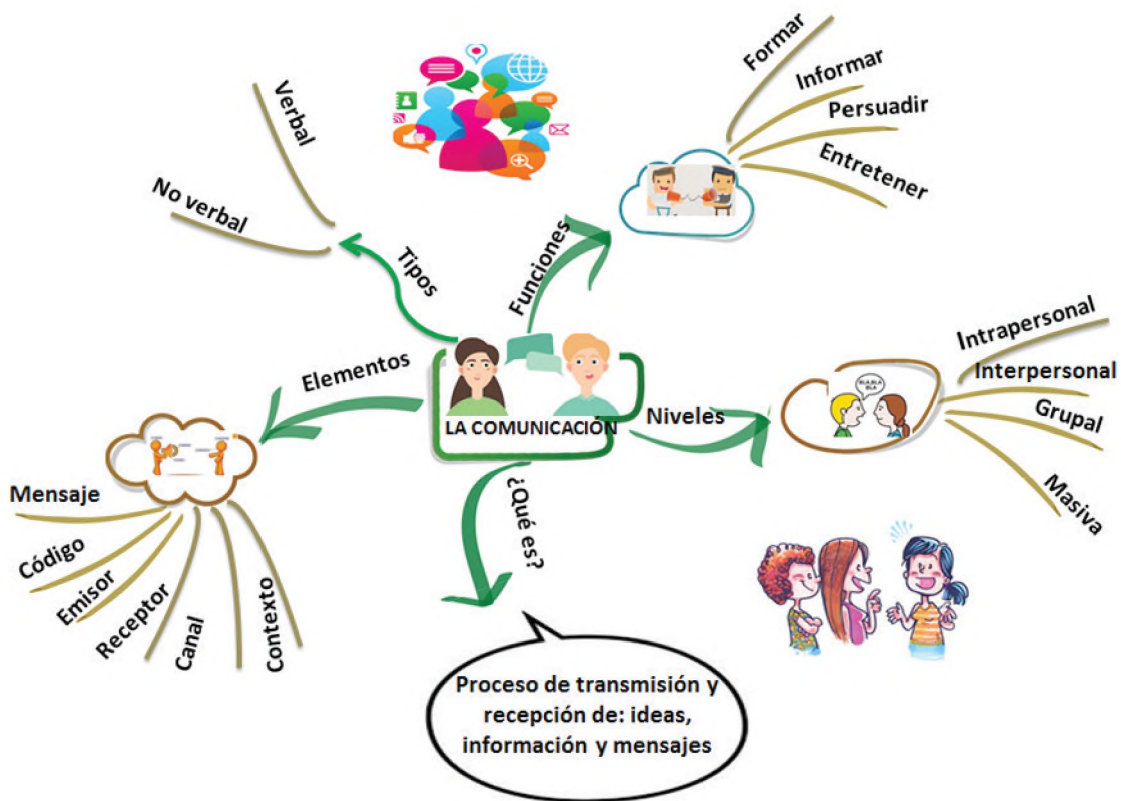 Verbal
No verbal
Tipos
Funciones
Formar
Informar
Persuadir
Entretener
LA COMUNICACIÓN
Niveles
BLA,BLA
BLA
Intrapersonal
Interpersonal
Grupal
Masiva
Elementos
Mensaje
Código
Emisor
Receptor
Canal
Contexto
¿Qué es?
Proceso de transmisión y
recepción de: ideas,
información y mensajes